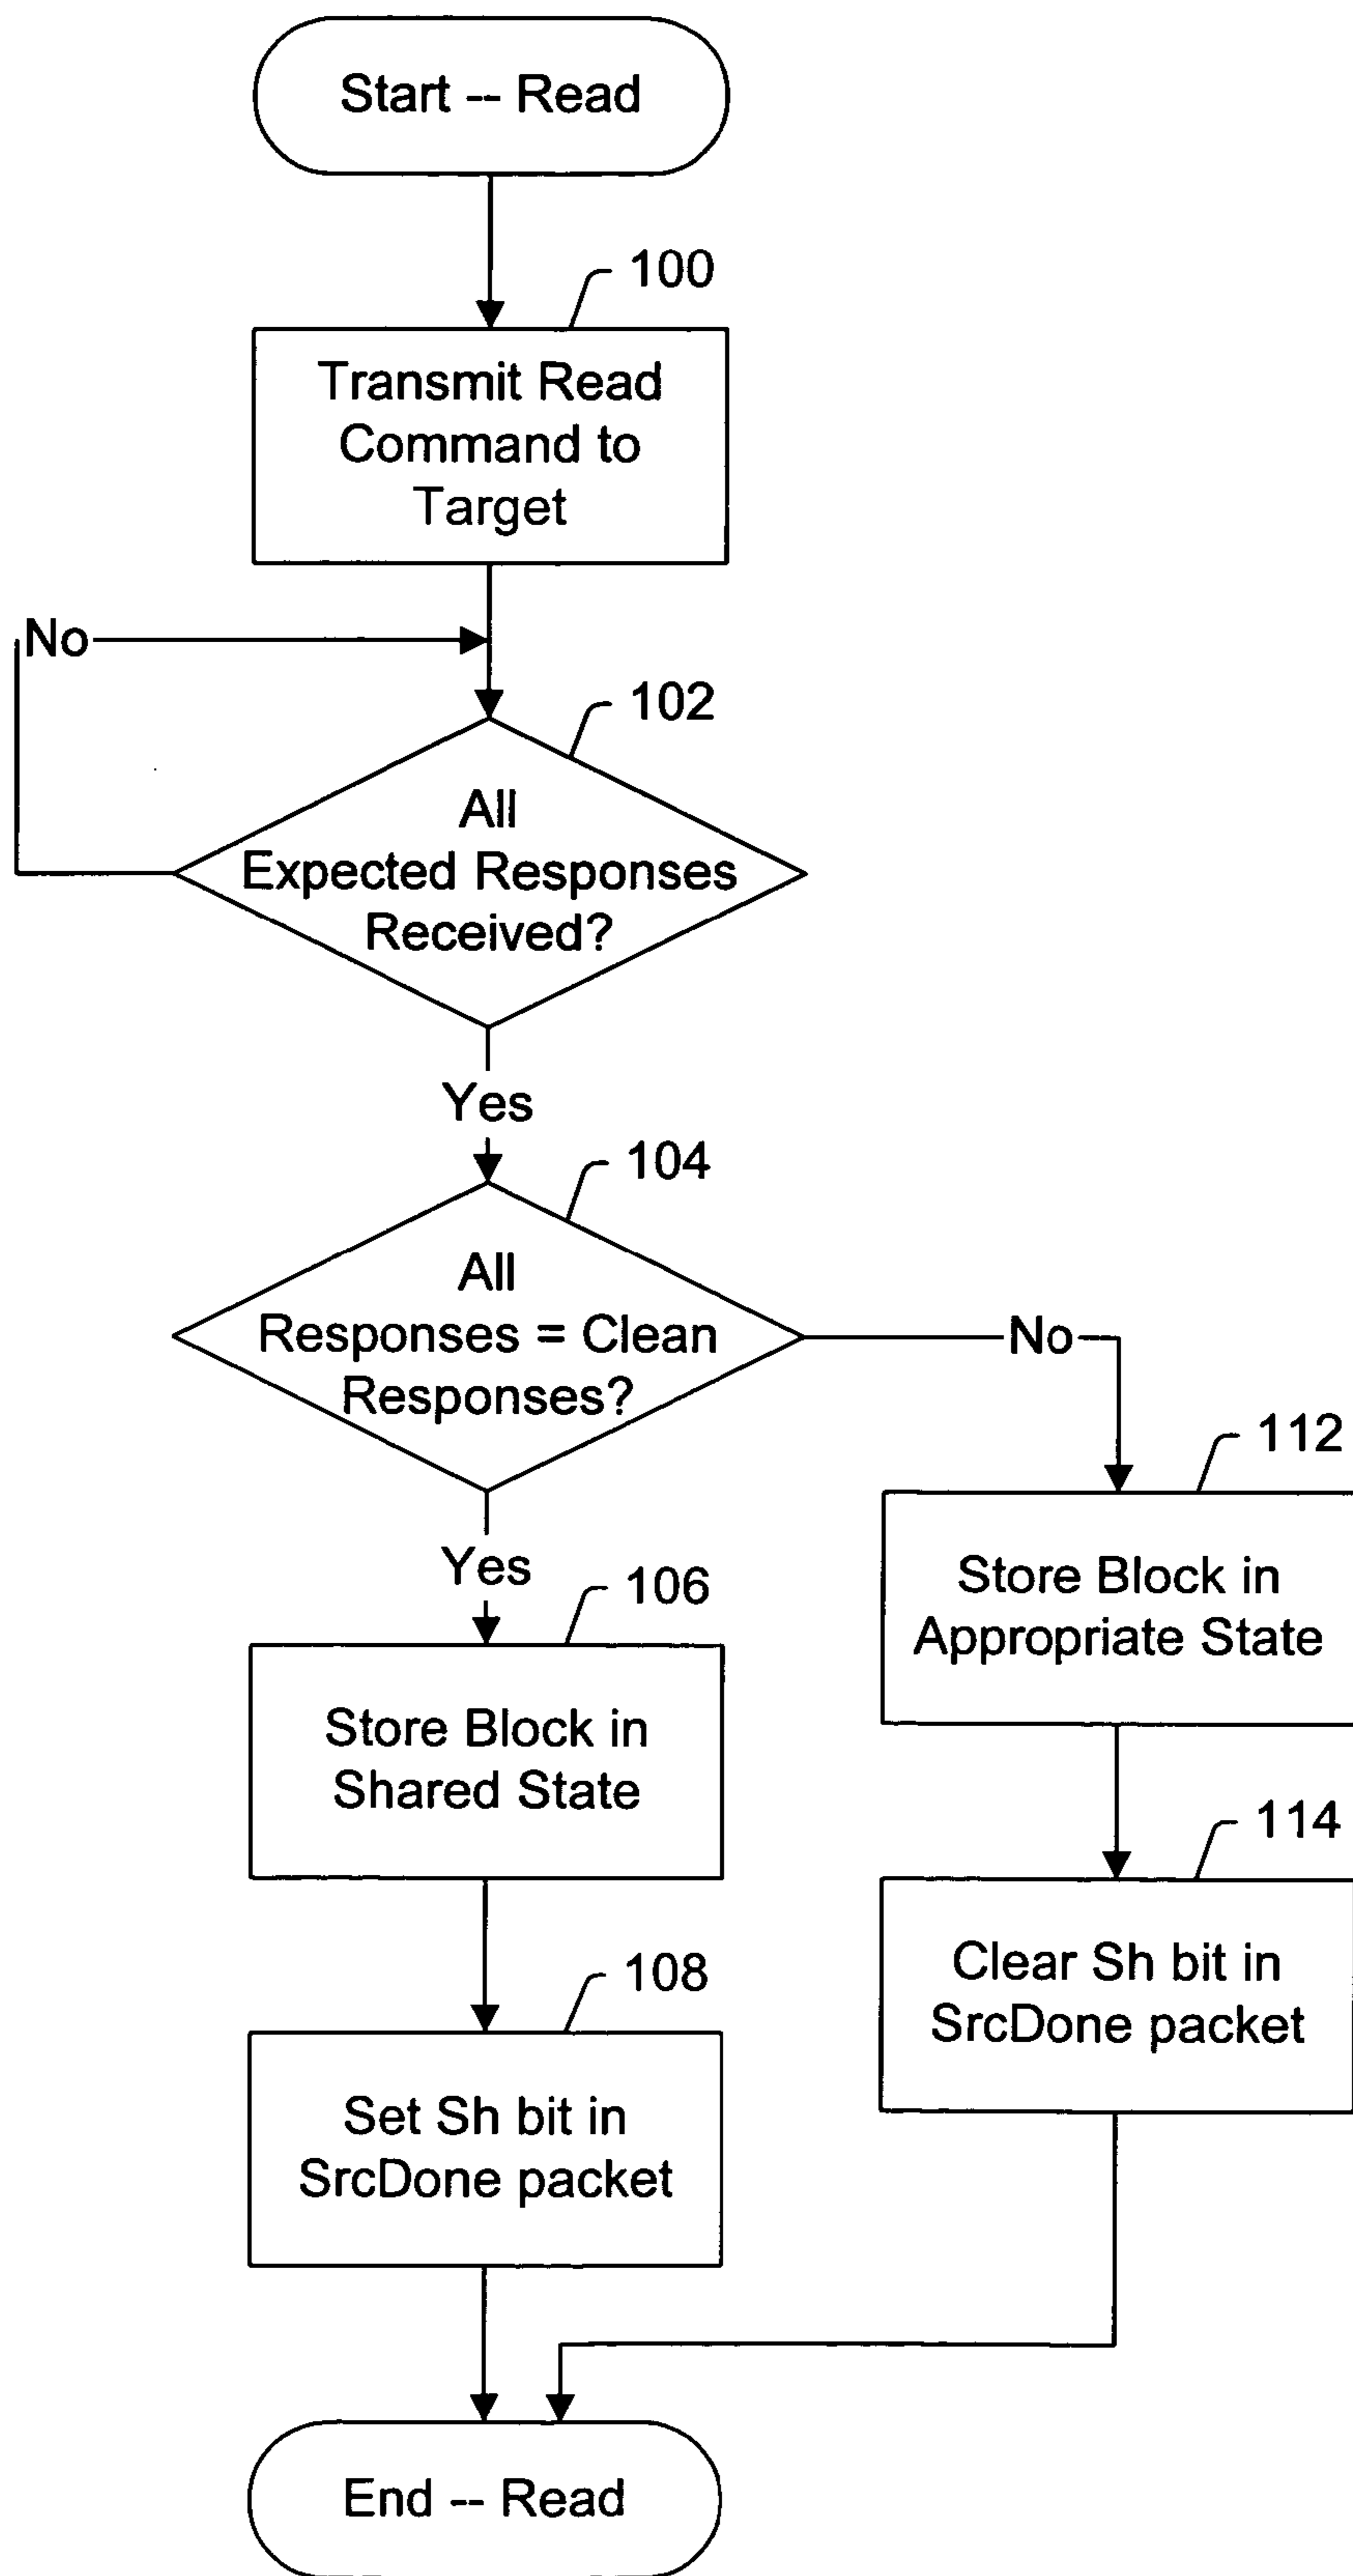 Start -- Read
100
Transmit Read
Command to
Target
No
102
All
Expected Responses
Received?
Yes
104
All
Responses = Clean
Responses?
No
112
Store Block in
Appropriate State
Yes
106
Store Block in
Shared State
114
Clear Sh bit in
SrcDone packet
108
Set Sh bit in
SrcDone packet
End -- Read